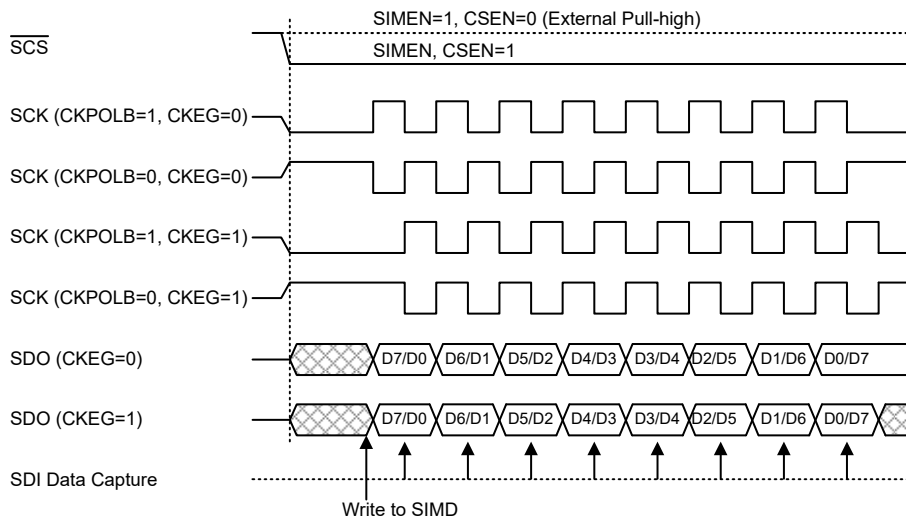 SIMEN=1, CSEN=0 (External Pull-high)
SCS
SIMEN, CSEN=1
SCK (CKPOLB=1, CKEG=0)
SCK (CKPOLB=0, CKEG=0)
SCK (CKPOLB=1, CKEG=1)
SCK (CKPOLB=0, CKEG=1)
SDO (CKEG=0) D7/D0 D6/D1 D5/D2 D4/D3 D3/D4 D2/D5 D1/D6 D0/D7
SDO (CKEG=1) D7/D0 D6/D1 D5/D2 D4/D3 D3/D4 D2/D5 D1/D6 D0/D7
SDI Data Capture
Write to SIMD